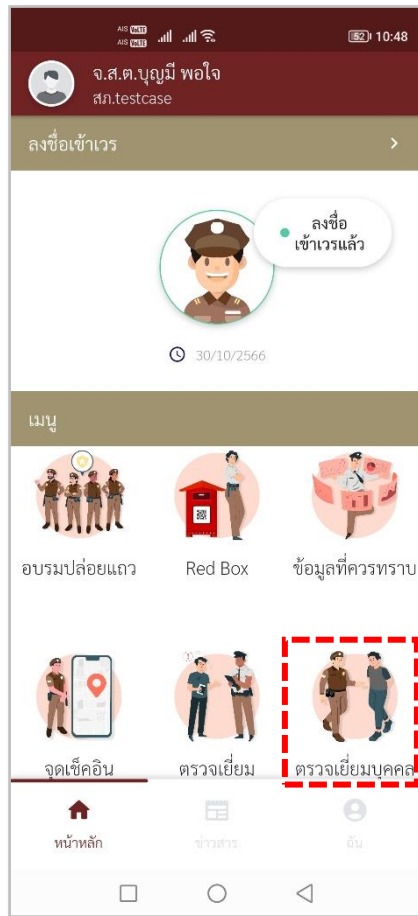 AIS VoLTE
AIS VoLTE
52 10:48
จ.ส.ต.บุญมี พอใจ
สภ.testcase
ลงชื่อเข้าเวร
ลงชื่อ
เข้าเวรแล้ว
30/10/2566
เมนู
อบรมปล่อยแถว Red Box ข้อมูลที่ควรทราบ
จุดเช็คอิน ตรวจเยี่ยม ตรวจเยี่ยมบุคคล
หน้าหลัก ข่าวสาร ฉัน